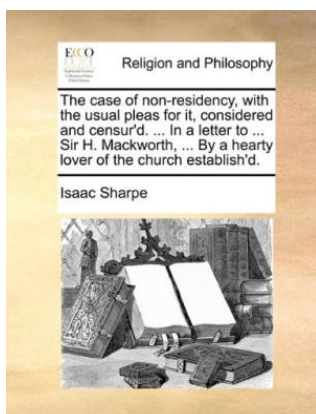 ECCO
Religion and Philosophy
The case of non-residency, with
the usual pleas for it, considered
and censur'd. ... In a letter to ...
Sir H. Mackworth, ... By a hearty
lover of the church establish'd.
Isaac Sharpe